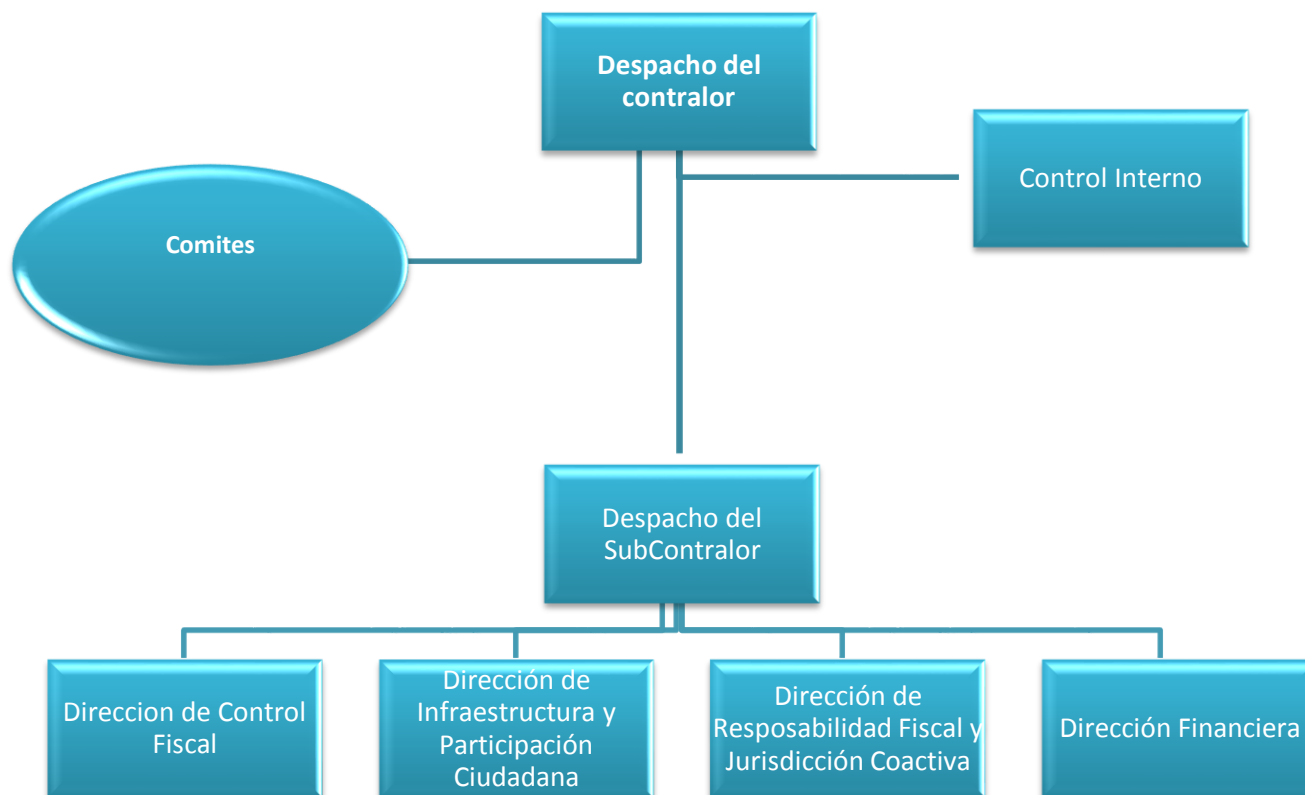 Despacho del
contralor
Control Interno
Comites
Despacho del
SubContralor
Direccion de Control
Fiscal
Dirección de
Infraestructura y
Participación
Ciudadana
Dirección de
Resposabilidad Fiscal y
Jurisdicción Coactiva
Dirección Financiera